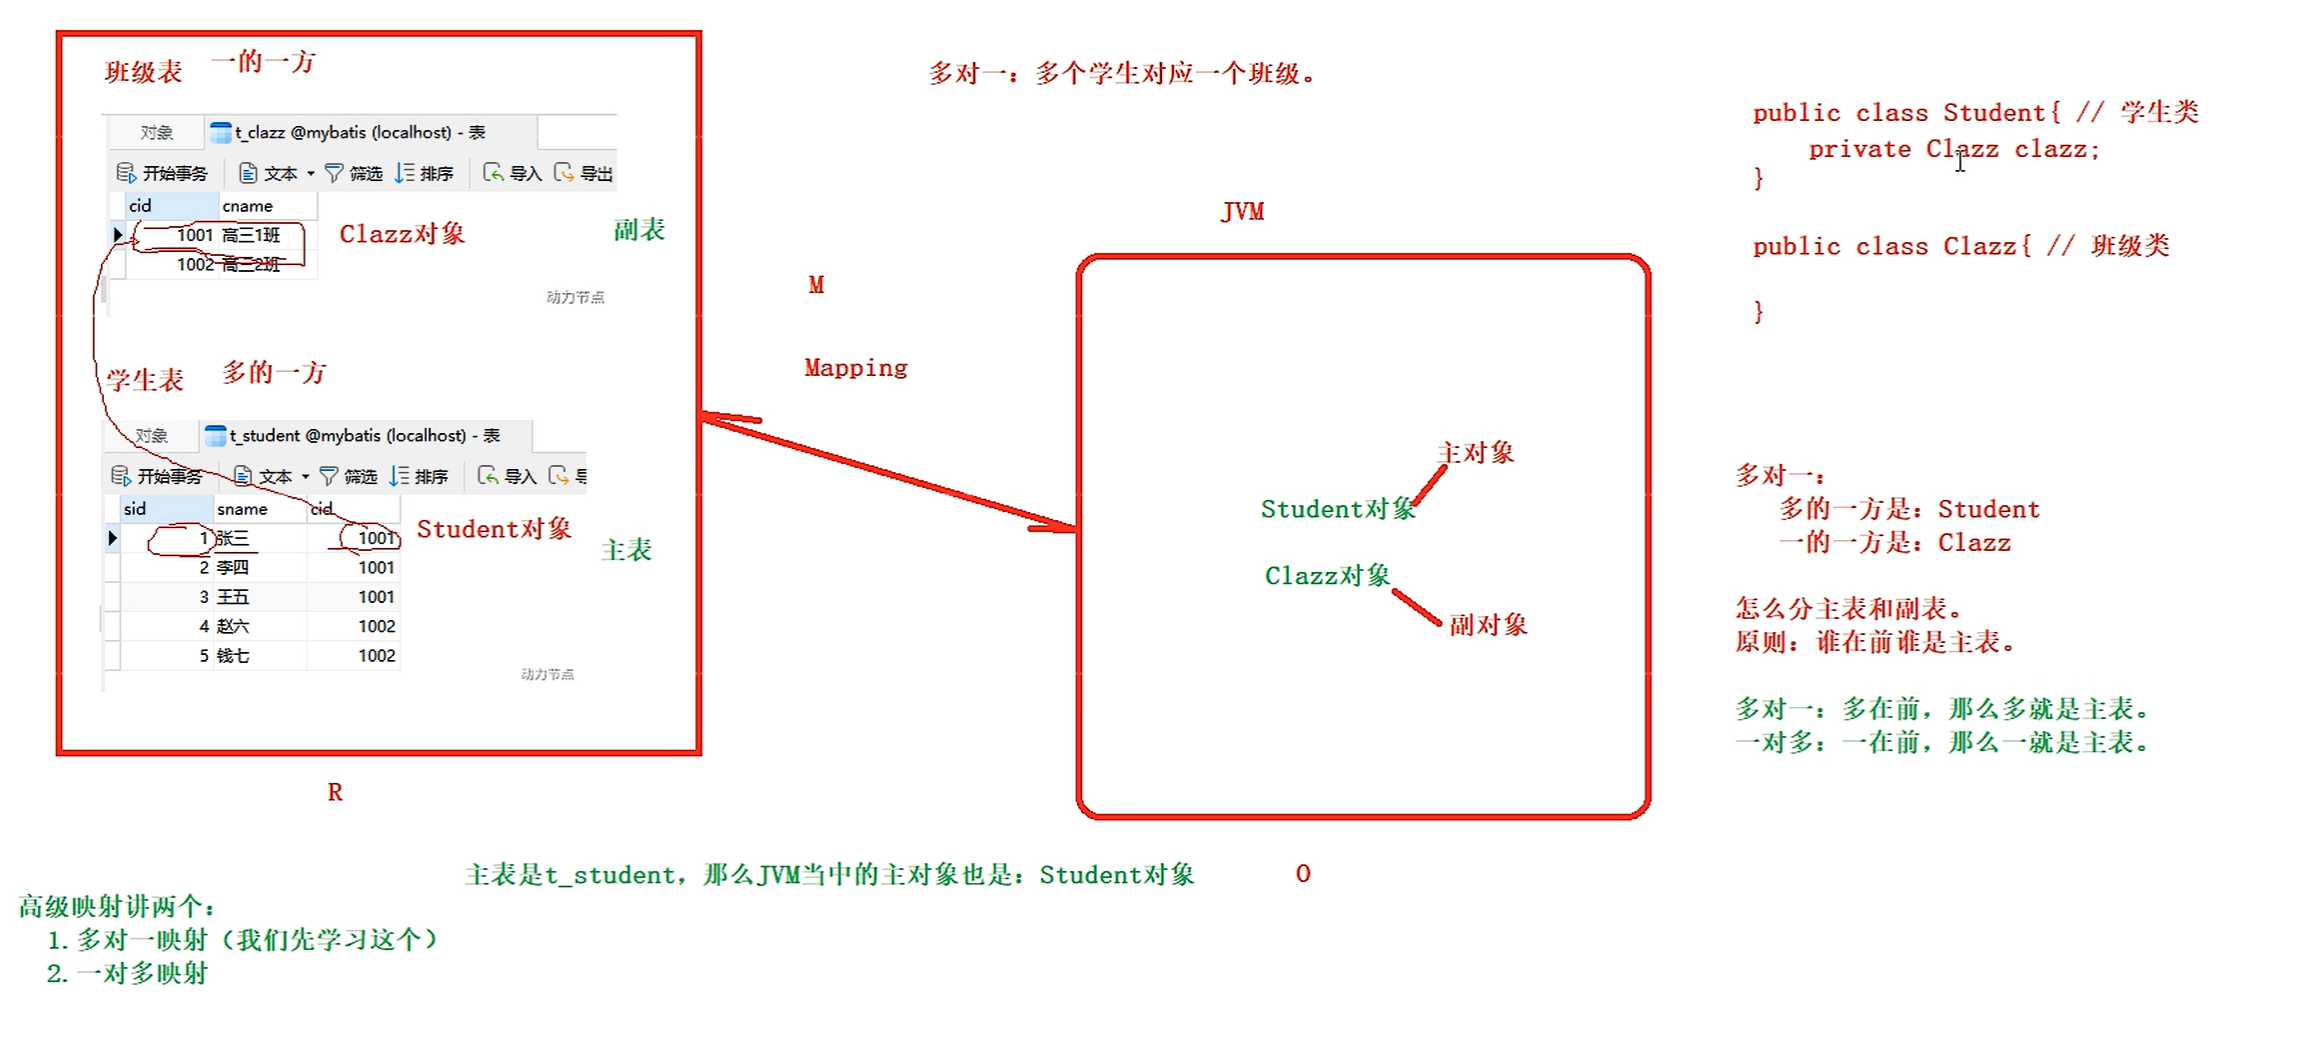 班级表 一的一方
对象 t_clazz @mybatis (localhost) - 表
开始事务 文本 筛选 排序 导入 导出
cid cname
1001 高三1班
1002 高三2班
Clazz对象
副表
动力节点
学生表 多的一方
对象 t_student @mybatis (localhost) - 表
开始事务 文本 筛选 排序 导入
sid sname cid
1 张三 1001
2 李四 1001
3 王五 1001
4 赵六 1002
5 钱七 1002
Student对象
主表
动力节点
R
多对一：多个学生对应一个班级。
M
Mapping
JVM
主对象
Student对象
Clazz对象
副对象
O
public class Student{ // 学生类
private Clazz clazz;
}
public class Clazz{ // 班级类
}
多对一：
多的一方是：Student
一的一方是：Clazz
怎么分主表和副表。
原则：谁在前谁是主表。
多对一：多在前，那么多就是主表。
一对多：一在前，那么一就是主表。
主表是t_student，那么JVM当中的主对象也是：Student对象
高级映射讲两个：
1.多对一映射（我们先学习这个）
2.一对多映射